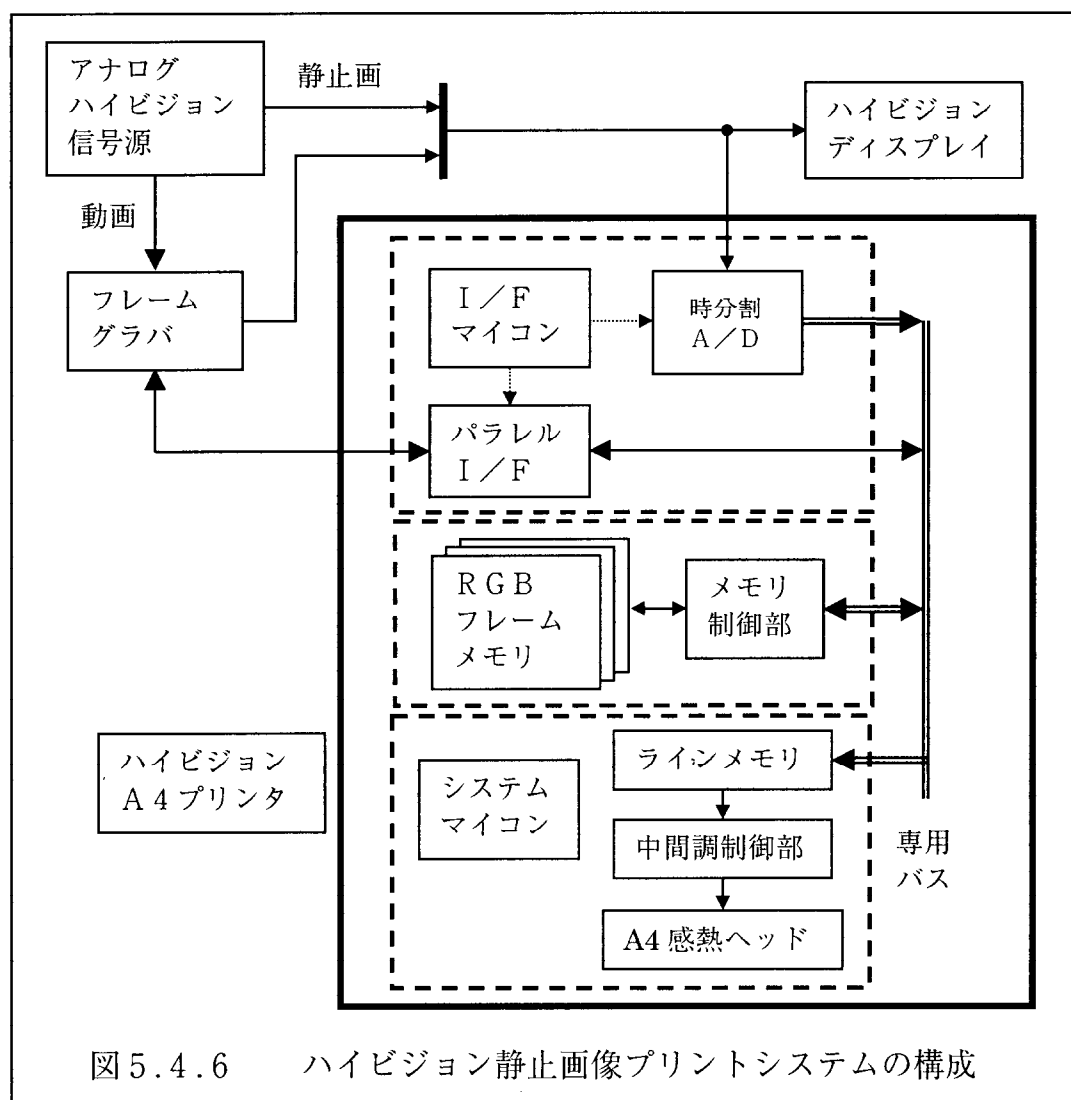 アナログ
ハイビジョン
信号源
静止画
ハイビジョン
ディスプレイ
動画
フレーム
グラバ
Ｉ／Ｆ
マイコン
時分割
Ａ／Ｄ
パラレル
Ｉ／Ｆ
ＲＧＢ
フレーム
メモリ
メモリ
制御部
ハイビジョン
Ａ４プリンタ
システム
マイコン
ラインメモリ
中間調制御部
A4感熱ヘッド
専用
バス
図5.4.6 ハイビジョン静止画像プリントシステムの構成